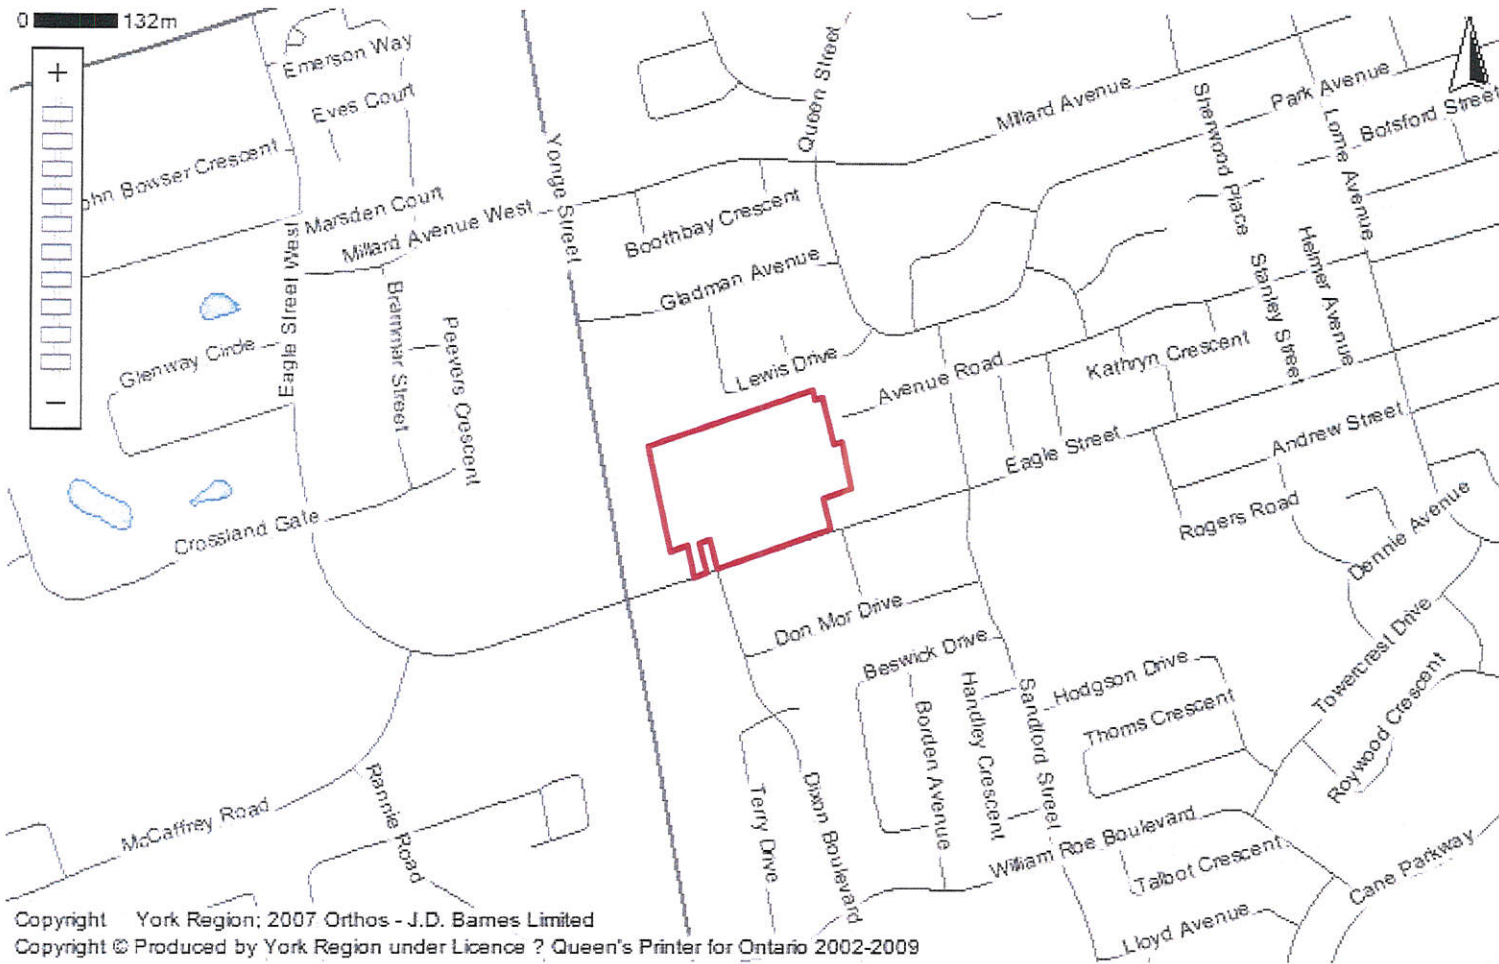 0 132m
+
−
Emerson Way
Eves Court
ohn Bowser Crescent
Marsden Court
Millard Avenue West
Eagle Street West
Yonge Street
Queen Street
Millard Avenue
Sherwood Place
Park Avenue
Lorne Avenue
Botsford Street
Boothbay Crescent
Gladman Avenue
Glenway Circle
Brammar Street
Peevers Crescent
Lewis Drive
Avenue Road
Kathryn Crescent
Stamley Street
Helmer Avenue
Crossland Gate
Eagle Street
Andrew Street
Rogers Road
Dennie Avenue
Don Mor Drive
Beswick Drive
Handley Crescent
Borden Avenue
Sandford Street
Hodgson Drive
Thoms Crescent
Towercrest Drive
Roywood Crescent
McCaffrey Road
Rannie Road
Terry Drive
Dixon Boulevard
William Roe Boulevard
Talbot Crescent
Cane Parkway
Lloyd Avenue
Copyright York Region; 2007 Orthos - J.D. Barnes Limited
Copyright © Produced by York Region under Licence ? Queen's Printer for Ontario 2002-2009